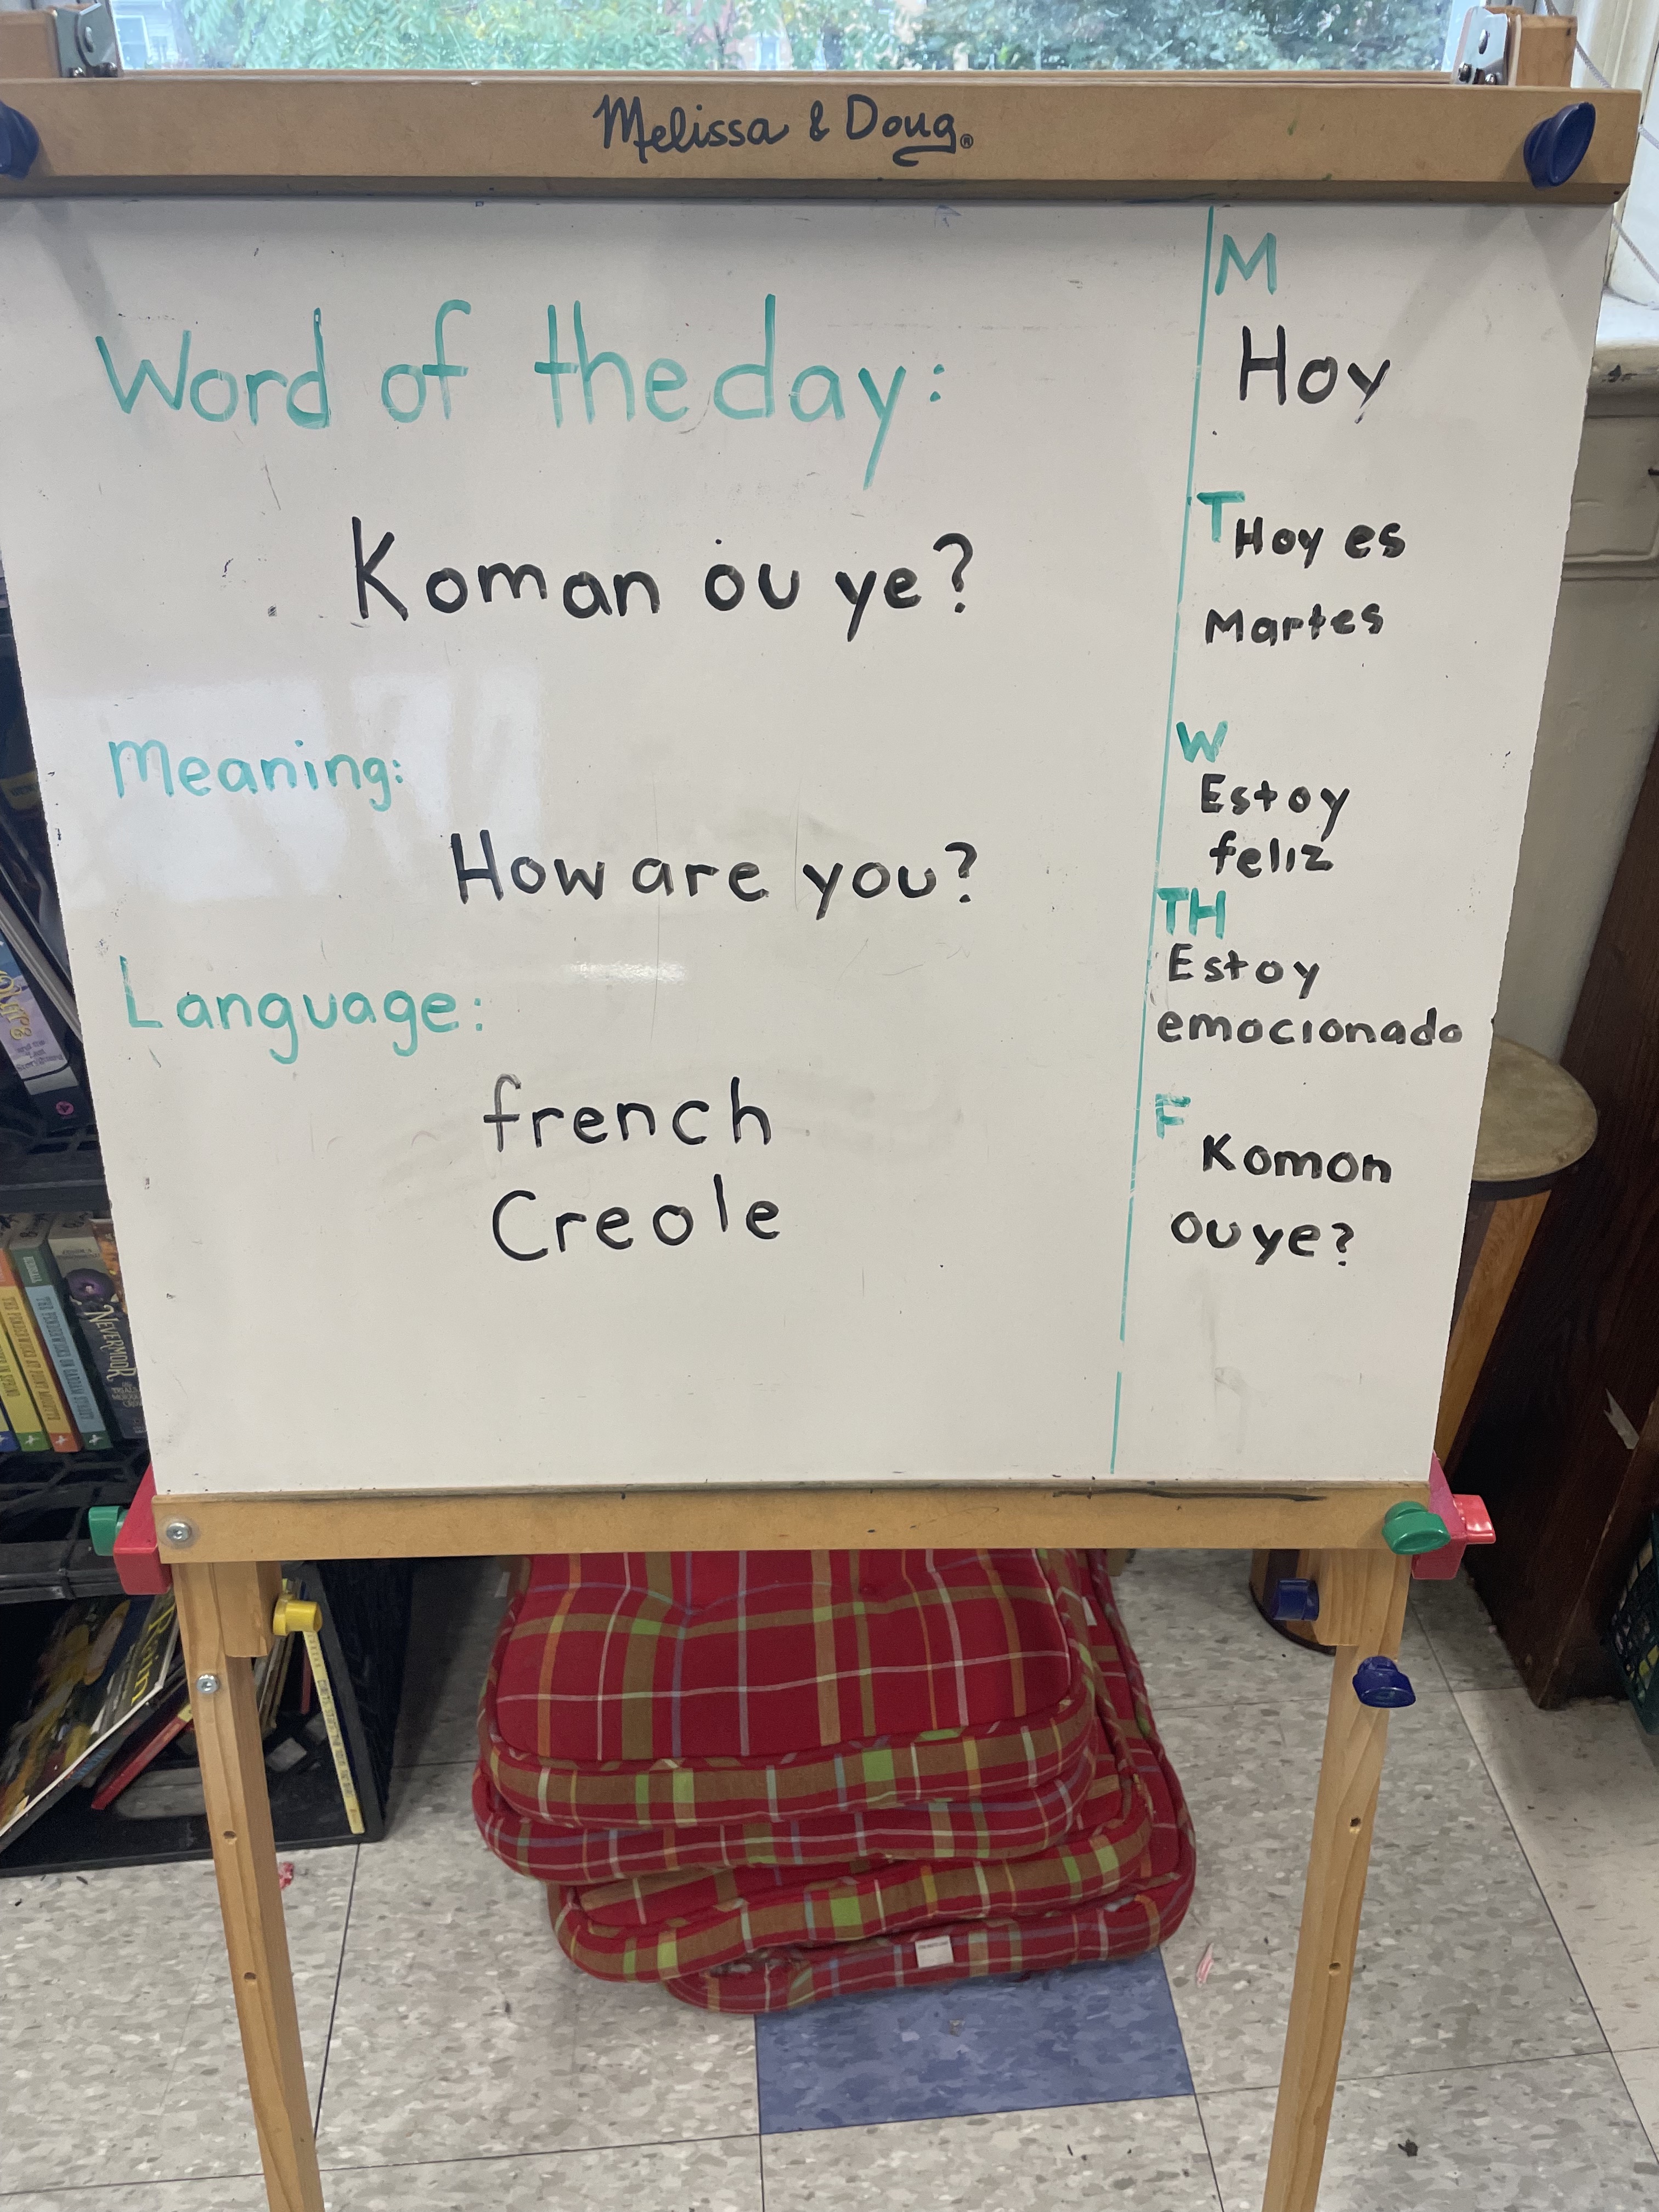 Melissa & Doug®
Word of the day:
Koman ou ye?
Meaning:
How are you?
Language:
french
Creole
M
Hoy
T
Hoy es
Martes
W
Estoy
feliz
TH
Estoy
emocionado
F
Komon
ou ye?
NEVERMOOR
Rain